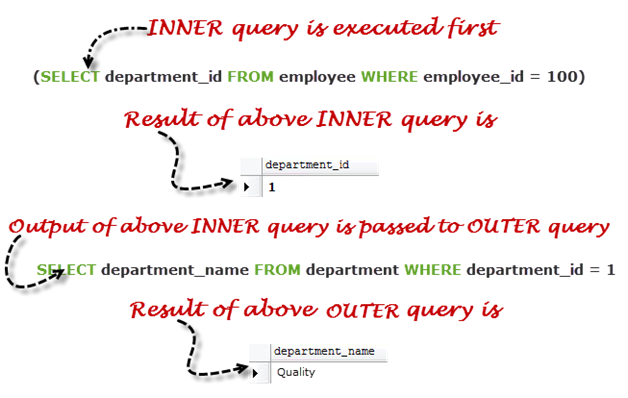 INNER query is executed first
(SELECT department_id FROM employee WHERE employee_id = 100)
Result of above INNER query is
department_id
1
Output of above INNER query is passed to OUTER query
SELECT department_name FROM department WHERE department_id = 1
Result of above OUTER query is
department_name
Quality